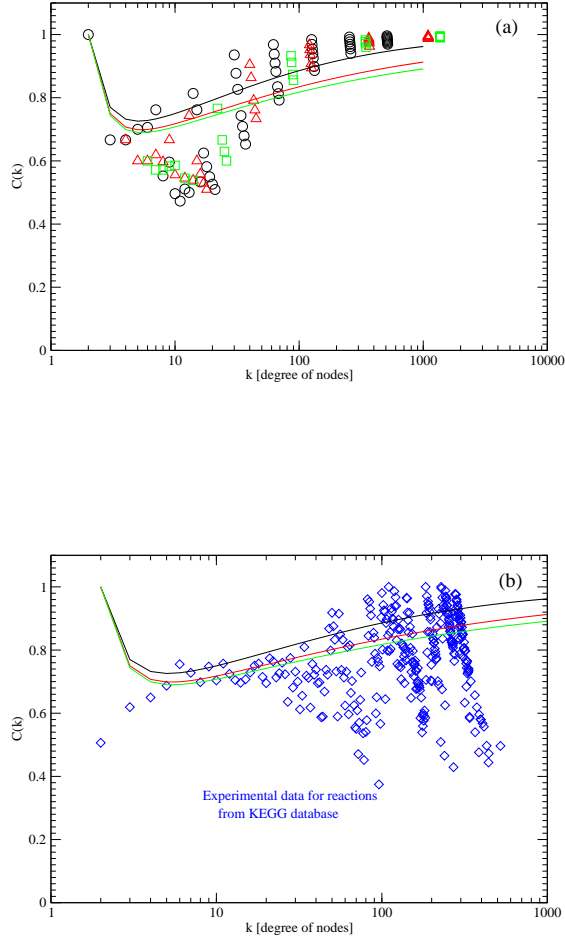 (a)
1
0.8
0.6
0.4
0.2
0
C(k)
1
10
100
1000
10000
k [degree of nodes]
(b)
1
0.8
0.6
0.4
0.2
0
C(k)
Experimental data for reactions
from KEGG database
1
10
100
1000
k [degree of nodes]